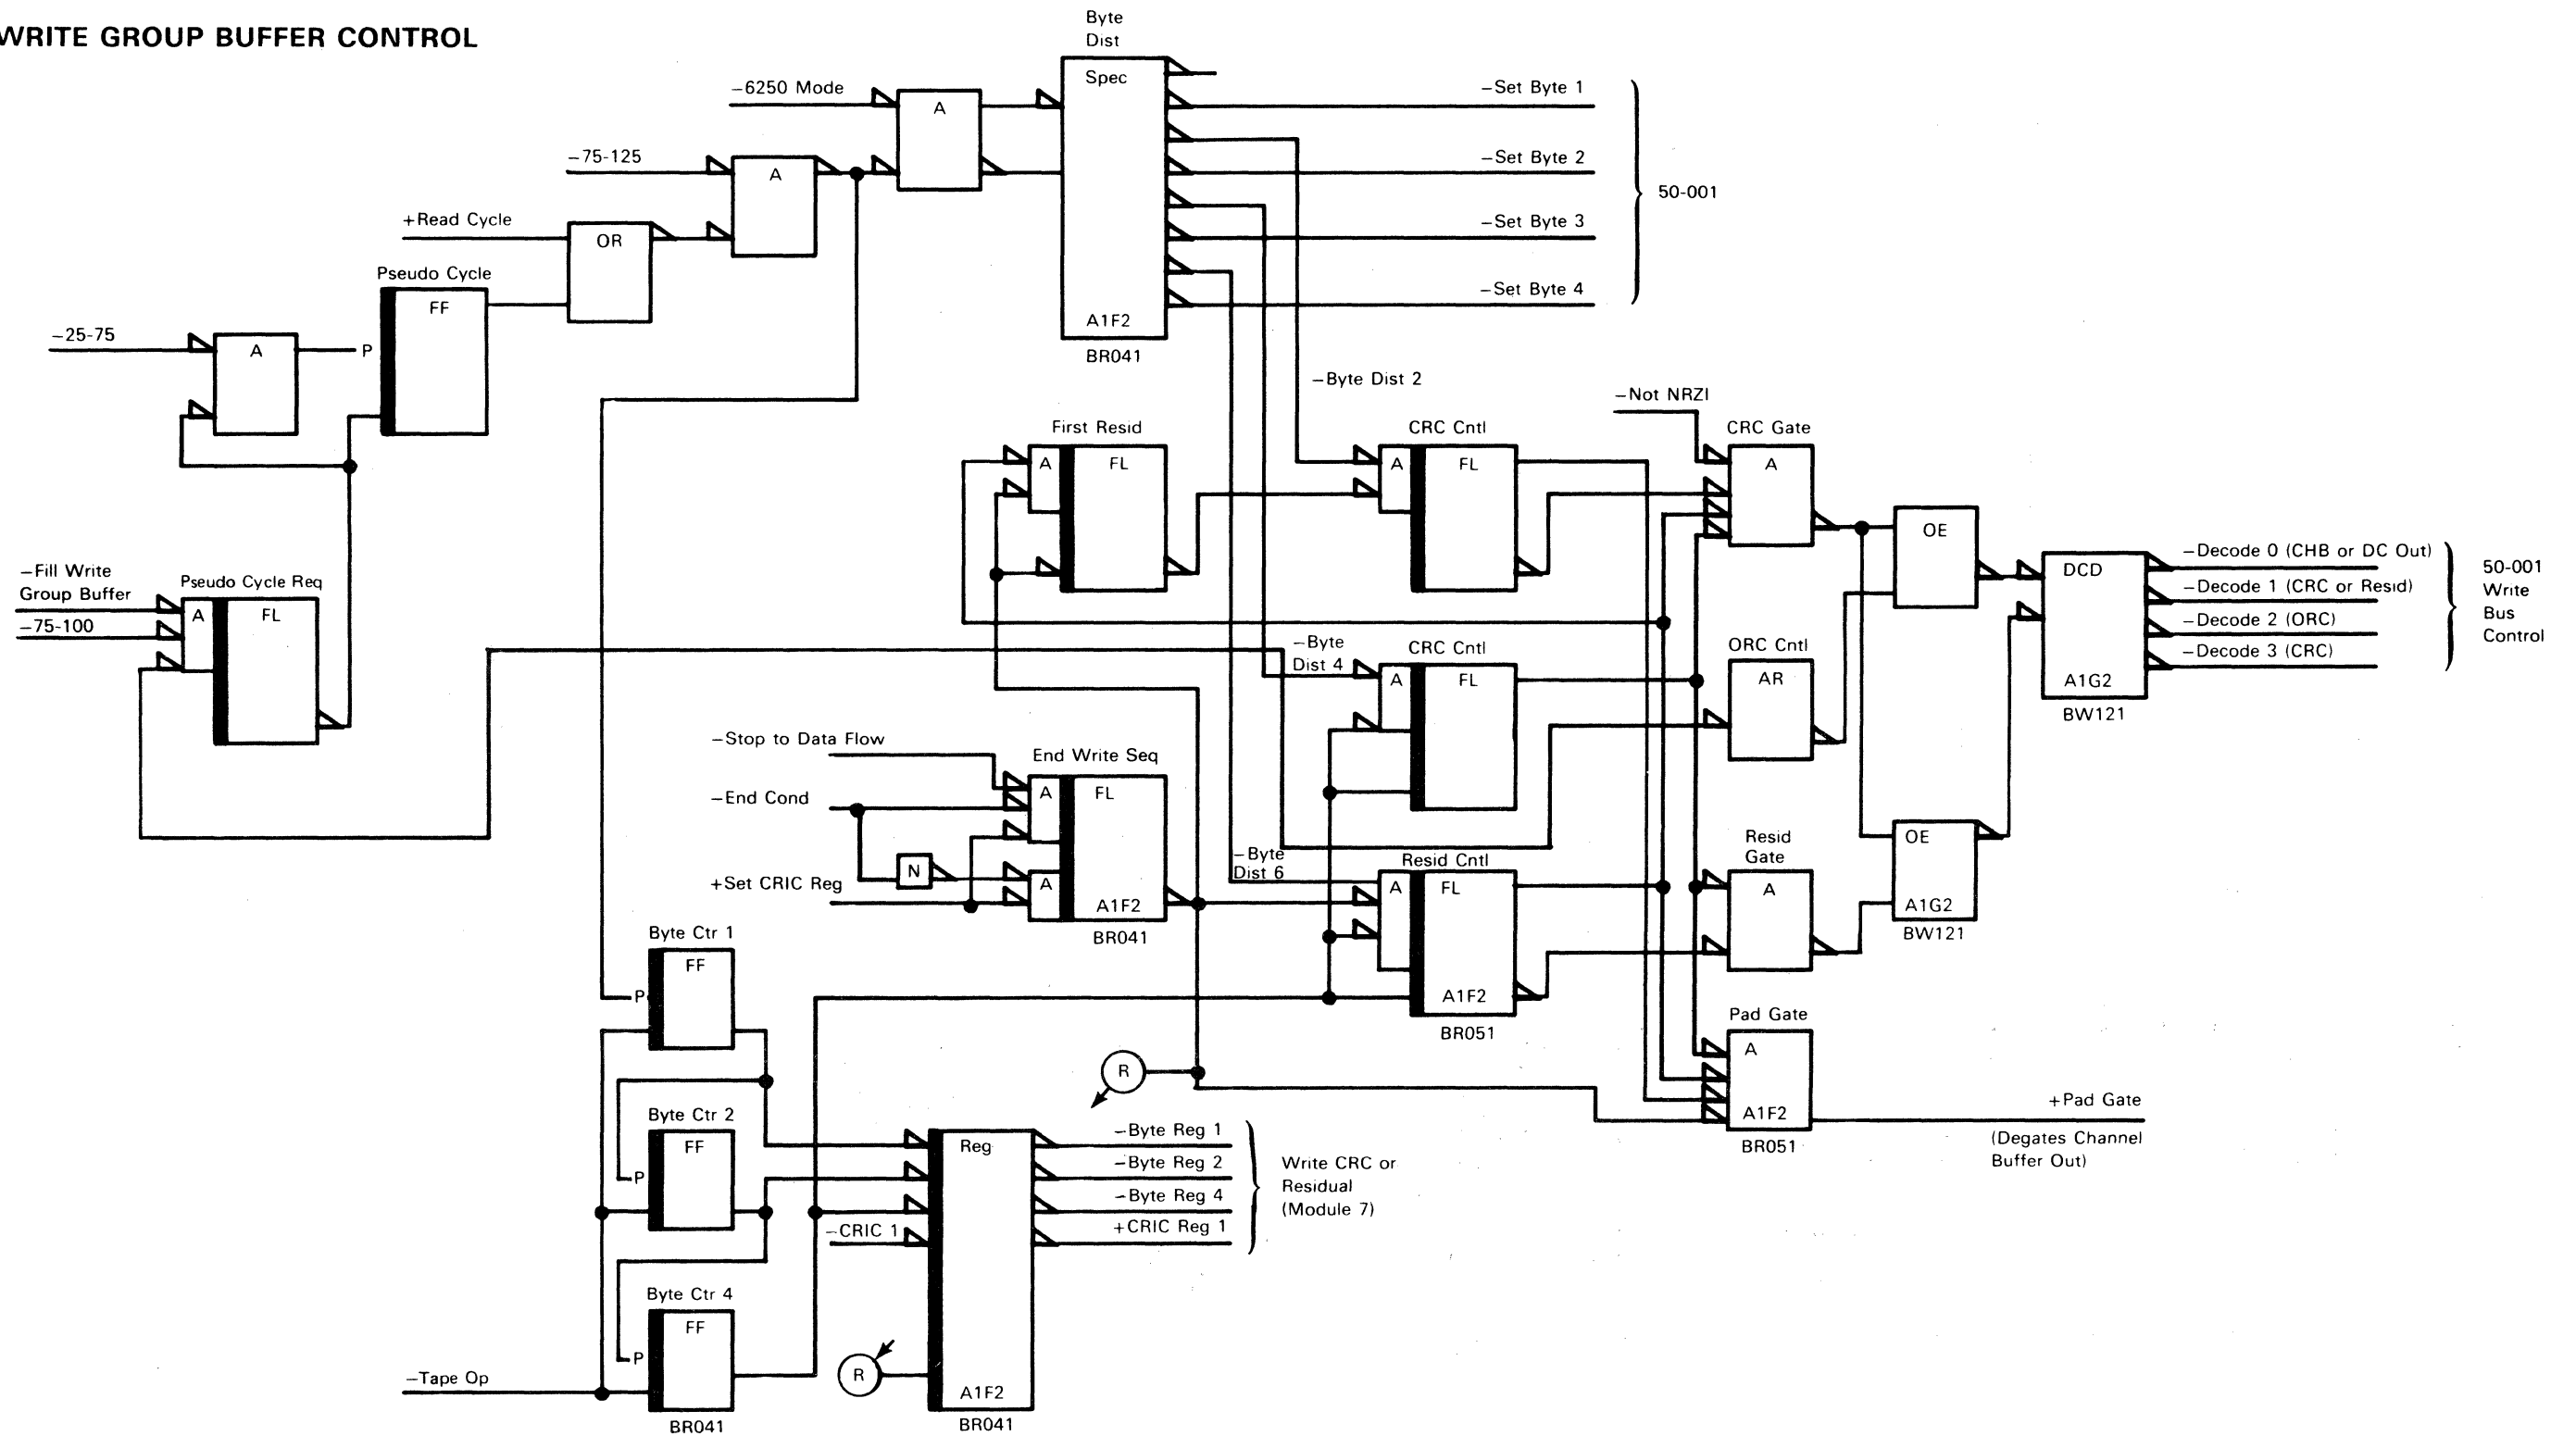 WRITE GROUP BUFFER CONTROL
Byte
Dist
Spec
A1F2
BR041
−6250 Mode
A
−75-125
A
+Read Cycle
OR
Pseudo Cycle
FF
−25-75
A
P
−Set Byte 1
−Set Byte 2
−Set Byte 3
−Set Byte 4
50-001
−Fill Write
Group Buffer
−75-100
Pseudo Cycle Req
A
FL
−Byte Dist 2
First Resid
A
FL
CRC Cntl
A
FL
−Not NRZI
CRC Gate
A
OE
DCD
A1G2
BW121
−Decode 0 (CHB or DC Out)
−Decode 1 (CRC or Resid)
−Decode 2 (ORC)
−Decode 3 (CRC)
50-001
Write
Bus
Control
−Byte
Dist 4
CRC Cntl
A
FL
ORC Cntl
AR
−Stop to Data Flow
−End Cond
N
+Set CRIC Reg
End Write Seq
A
FL
A
A1F2
BR041
−Byte
Dist 6
Resid Cntl
A
FL
A1F2
BR051
Resid
Gate
A
OE
A1G2
BW121
Pad Gate
A
A1F2
BR051
+Pad Gate
(Degates Channel
Buffer Out)
Byte Ctr 1
FF
P
Byte Ctr 2
FF
P
Byte Ctr 4
FF
P
BR041
−Tape Op
R
−CRIC 1
R
Reg
A1F2
BR041
−Byte Reg 1
−Byte Reg 2
−Byte Reg 4
+CRIC Reg 1
Write CRC or
Residual
(Module 7)